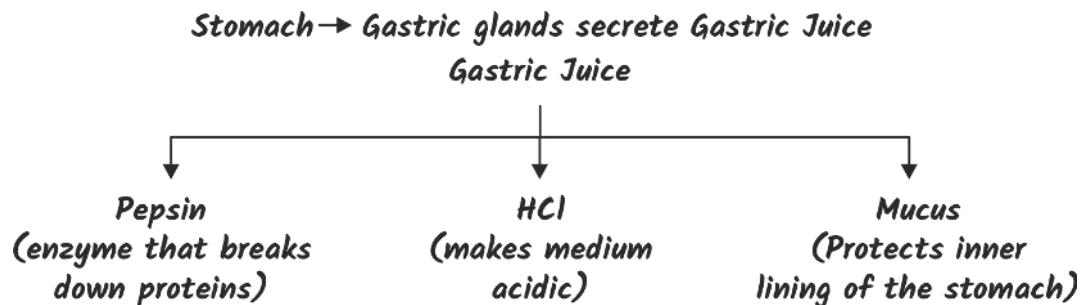 Stomach → Gastric glands secrete Gastric Juice
Gastric Juice
Pepsin
(enzyme that breaks
down proteins)
HCl
(makes medium
acidic)
Mucus
(Protects inner
lining of the stomach)